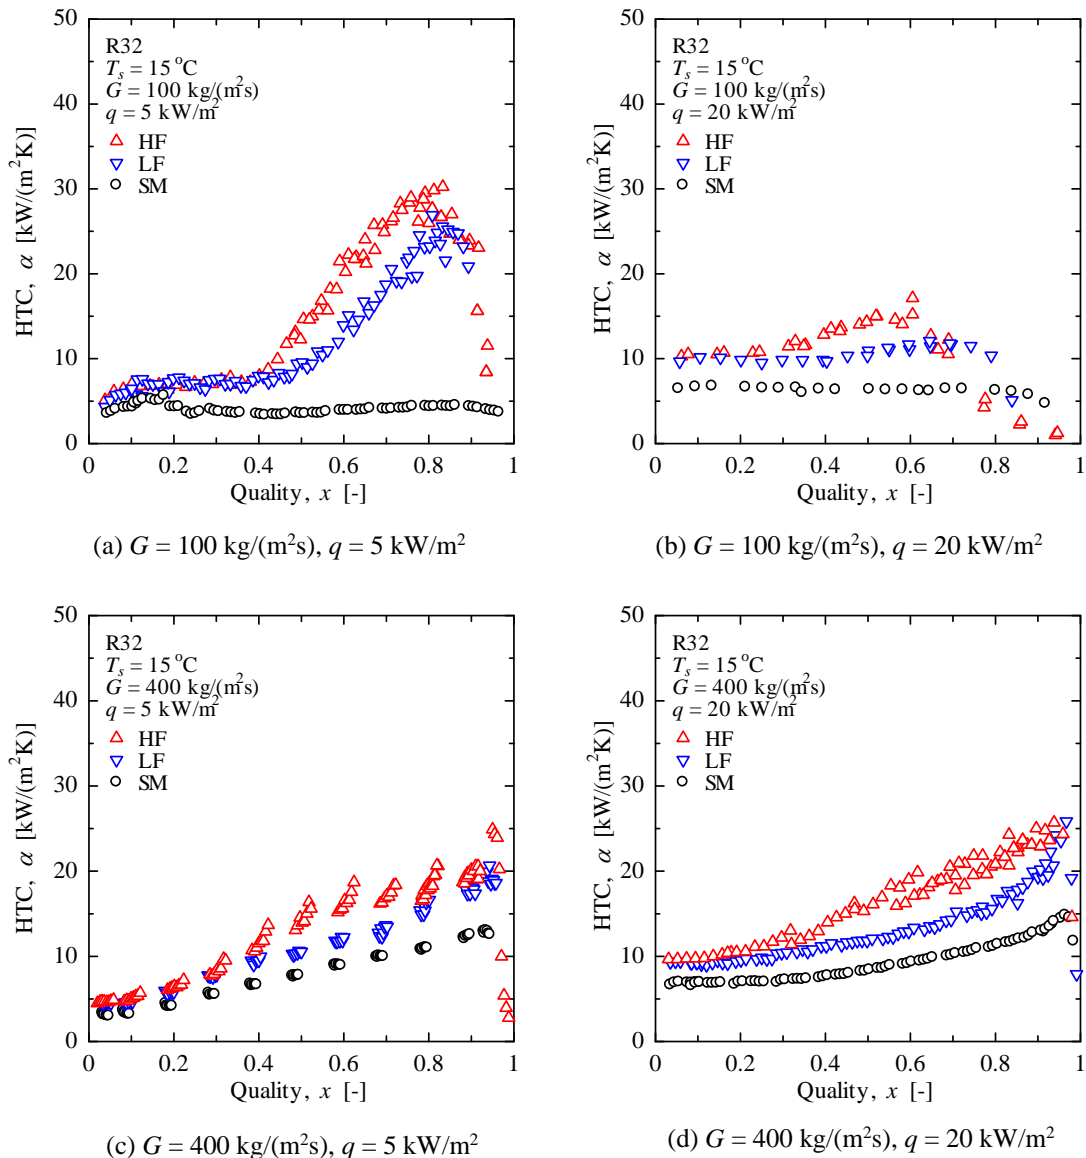 50
40
30
20
10
0
HTC, α [kW/(m²K)]
R32
Tₛ = 15 °C
G = 100 kg/(m²s)
q = 5 kW/m²
HF
LF
SM
0 0.2 0.4 0.6 0.8 1
Quality, x [-]
(a) G = 100 kg/(m²s), q = 5 kW/m²
50
40
30
20
10
0
HTC, α [kW/(m²K)]
R32
Tₛ = 15 °C
G = 100 kg/(m²s)
q = 20 kW/m²
HF
LF
SM
0 0.2 0.4 0.6 0.8 1
Quality, x [-]
(b) G = 100 kg/(m²s), q = 20 kW/m²
50
40
30
20
10
0
HTC, α [kW/(m²K)]
R32
Tₛ = 15 °C
G = 400 kg/(m²s)
q = 5 kW/m²
HF
LF
SM
0 0.2 0.4 0.6 0.8 1
Quality, x [-]
(c) G = 400 kg/(m²s), q = 5 kW/m²
50
40
30
20
10
0
HTC, α [kW/(m²K)]
R32
Tₛ = 15 °C
G = 400 kg/(m²s)
q = 20 kW/m²
HF
LF
SM
0 0.2 0.4 0.6 0.8 1
Quality, x [-]
(d) G = 400 kg/(m²s), q = 20 kW/m²